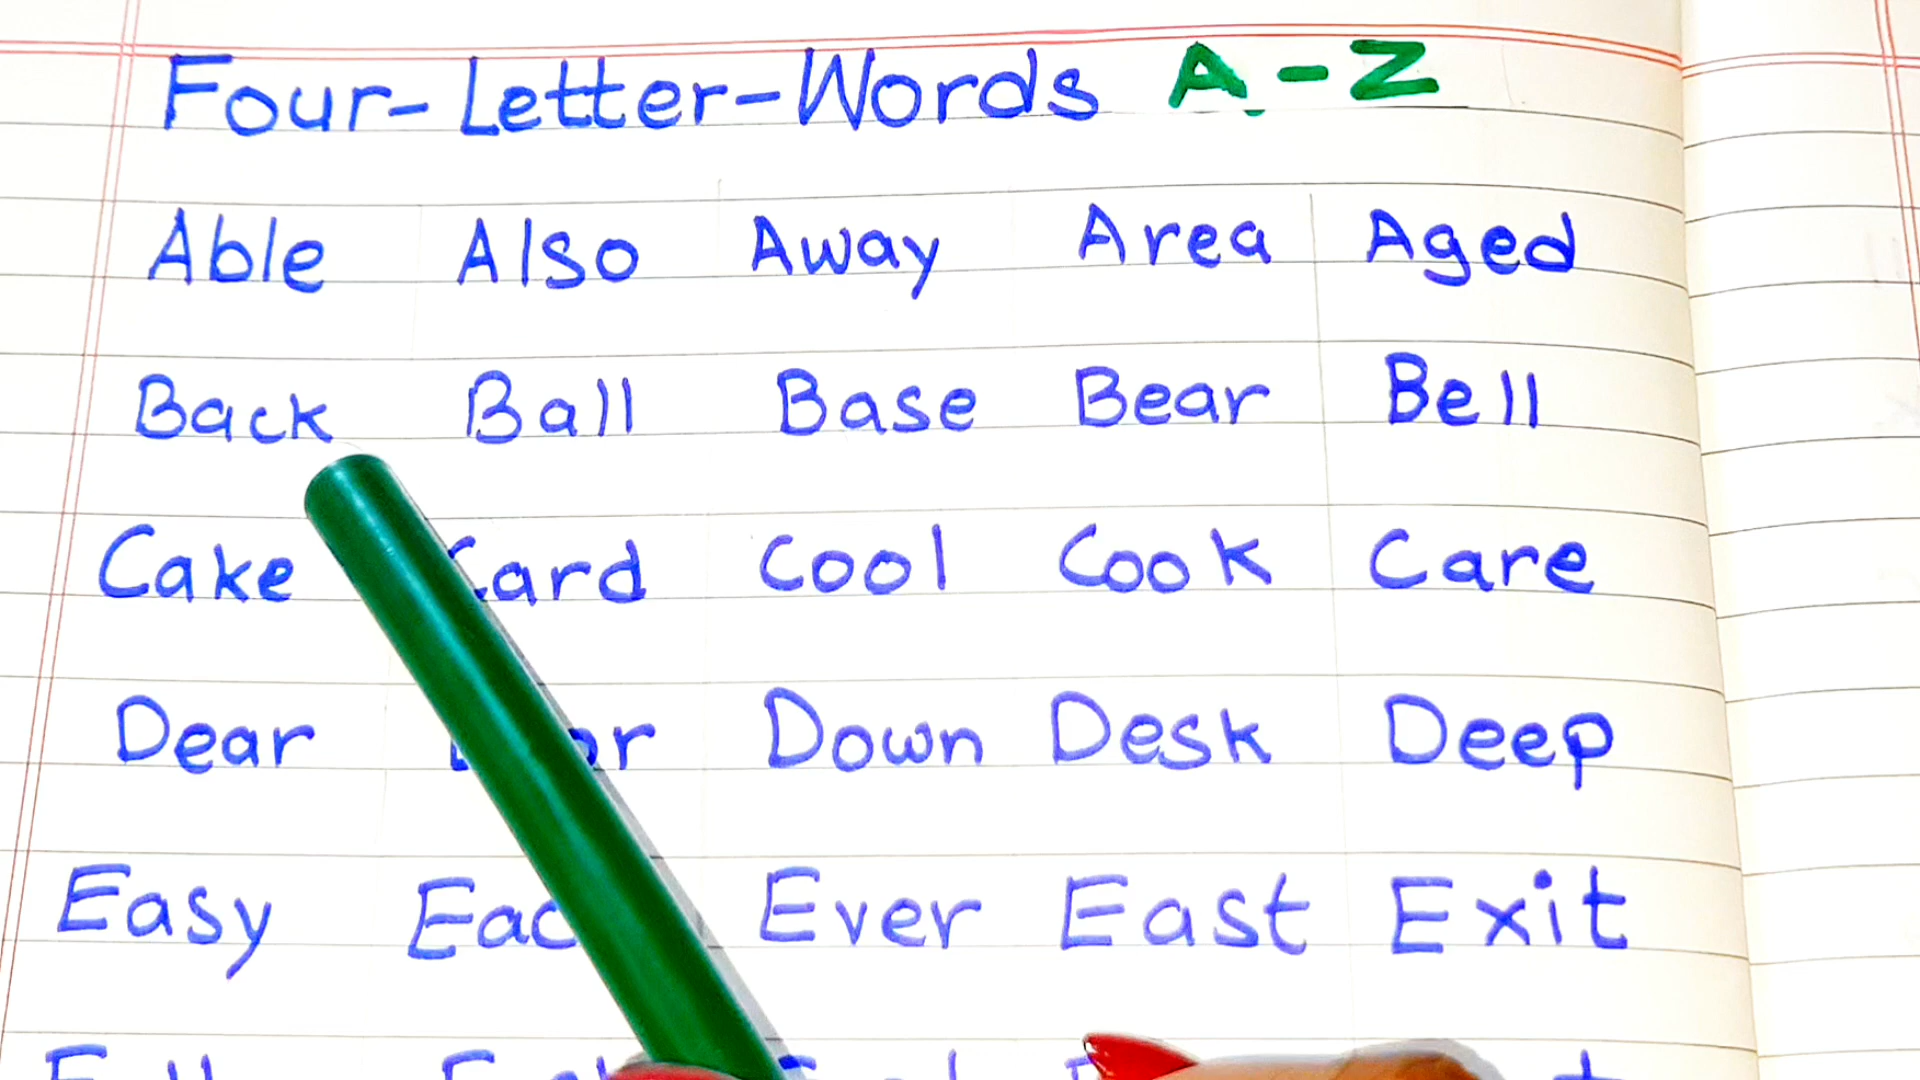 Four-Letter-Words A-Z
Able Also Away Area Aged
Back Ball Base Bear Bell
Cake Card Cool Cook Care
Dear Down Desk Deep
Easy Ever East Exit